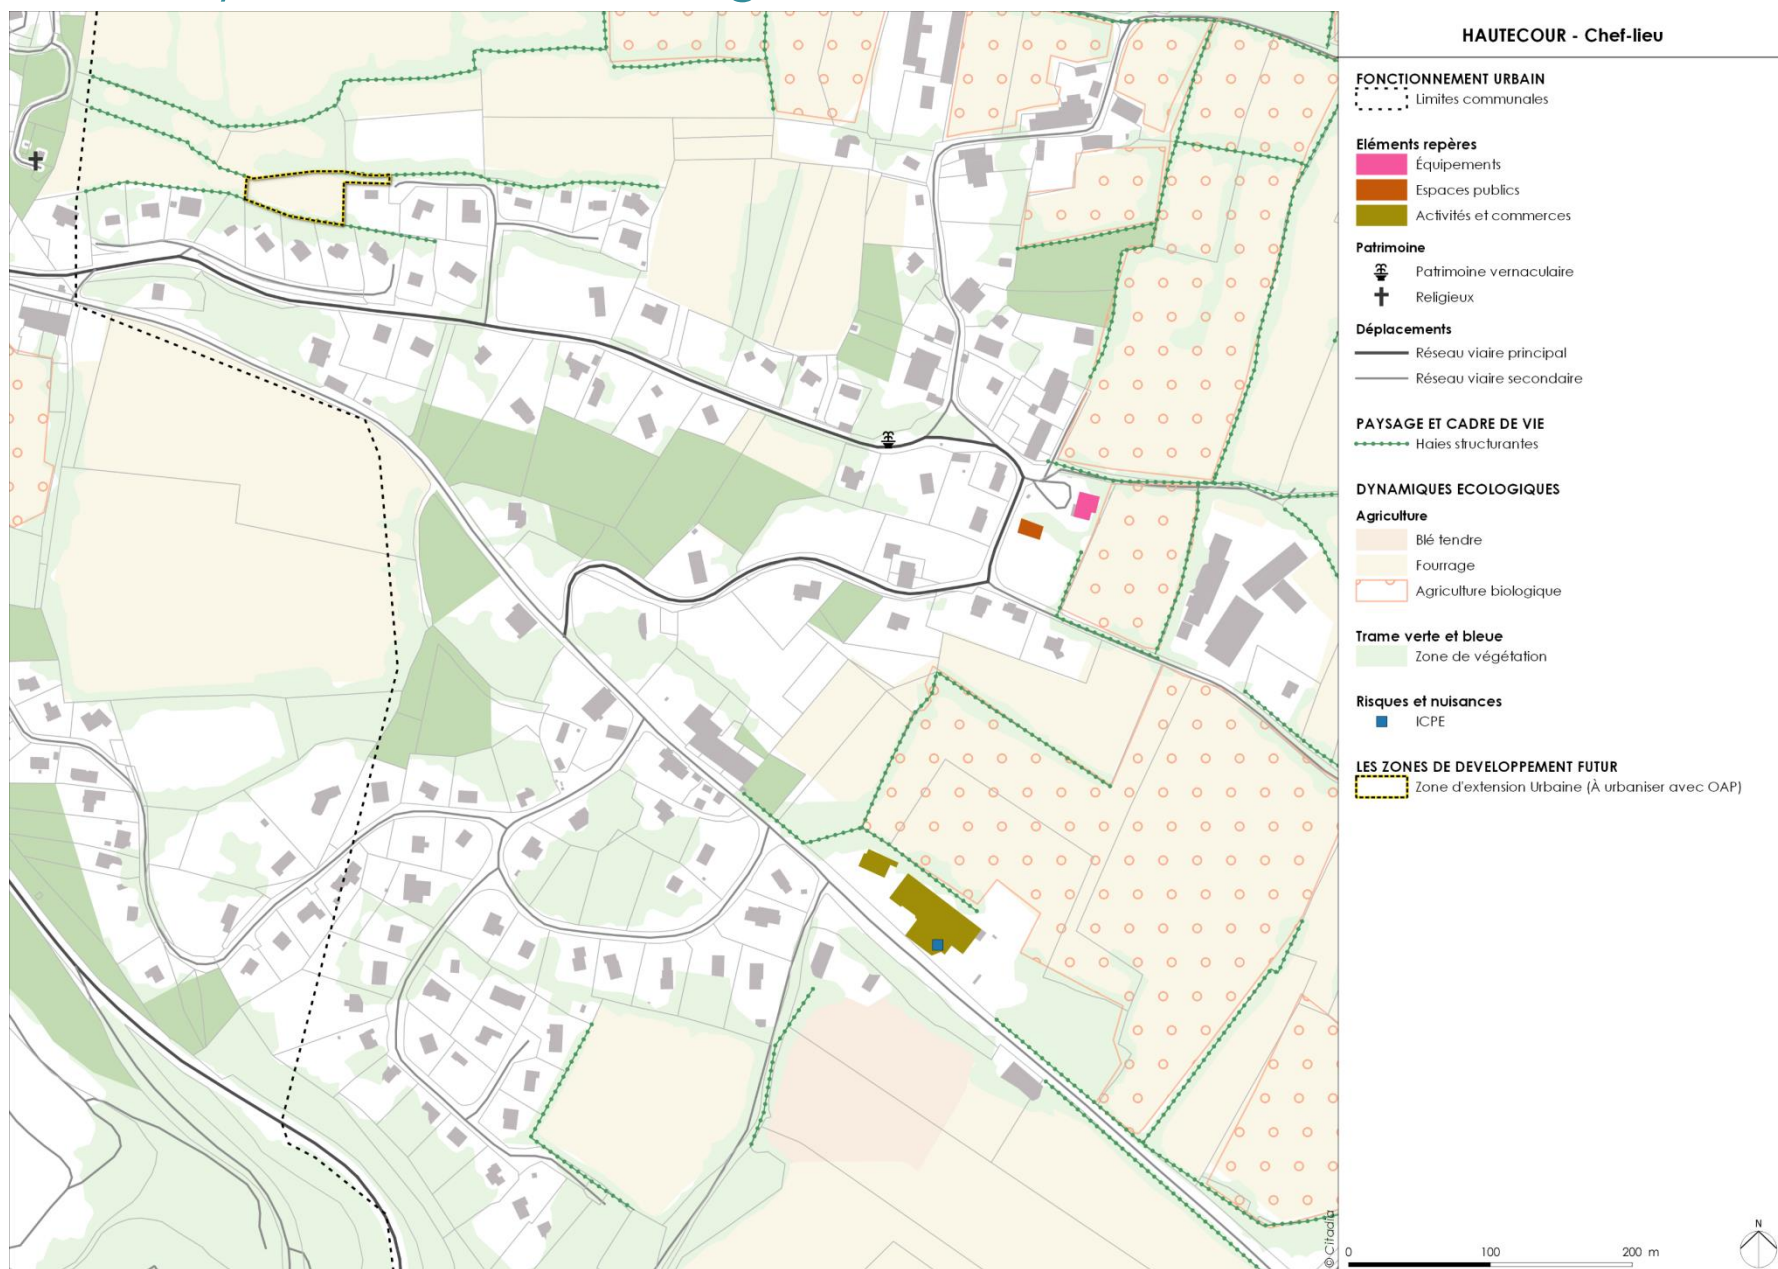 HAUTECOUR - Chef-lieu
FONCTIONNEMENT URBAIN
Limites communales
Eléments repères
Équipements
Espaces publics
Activités et commerces
Patrimoine
Patrimoine vernaculaire
Religieux
Déplacements
Réseau viaire principal
Réseau viaire secondaire
PAYSAGE ET CADRE DE VIE
Haies structurantes
DYNAMIQUES ECOLOGIQUES
Agriculture
Blé tendre
Fourrage
Agriculture biologique
Trame verte et bleue
Zone de végétation
Risques et nuisances
ICPE
LES ZONES DE DEVELOPPEMENT FUTUR
Zone d'extension Urbaine (À urbaniser avec OAP)
© Citadia
0 100 200 m
N